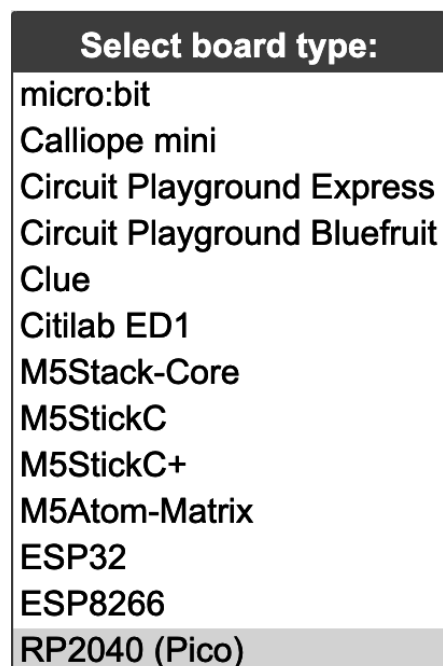 Select board type:
micro:bit
Calliope mini
Circuit Playground Express
Circuit Playground Bluefruit
Clue
Citilab ED1
M5Stack-Core
M5StickC
M5StickC+
M5Atom-Matrix
ESP32
ESP8266
RP2040 (Pico)